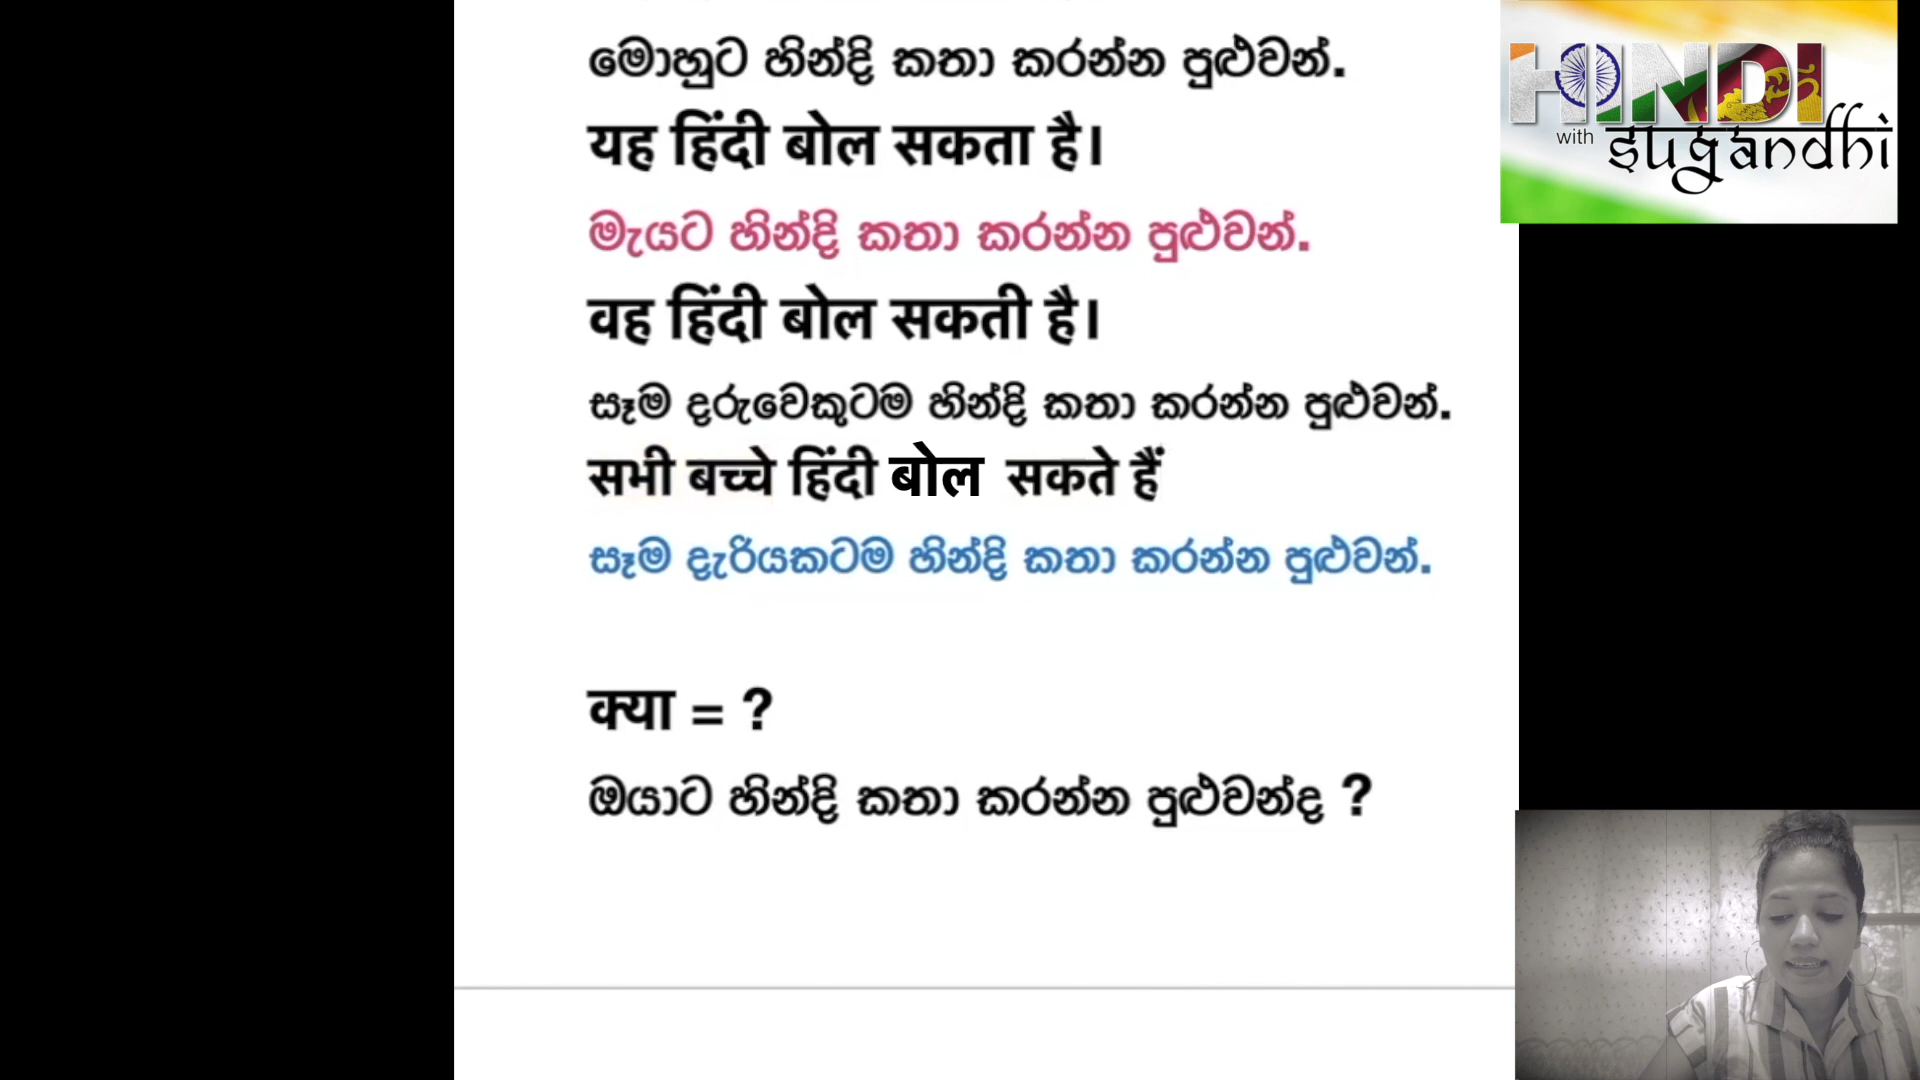 මොහුට හින්දි කතා කරන්න පුළුවන්.
यह हिंदी बोल सकता है।
මැයට හින්දි කතා කරන්න පුළුවන්.
वह हिंदी बोल सकती है।
සෑම දරුවෙකුටම හින්දි කතා කරන්න පුළුවන්.
सभी बच्चे हिंदी बोल सकते हैं
සෑම දැරියකටම හින්දි කතා කරන්න පුළුවන්.
क्या = ?
ඔයාට හින්දි කතා කරන්න පුළුවන්ද ?
HINDI
with sugandhi